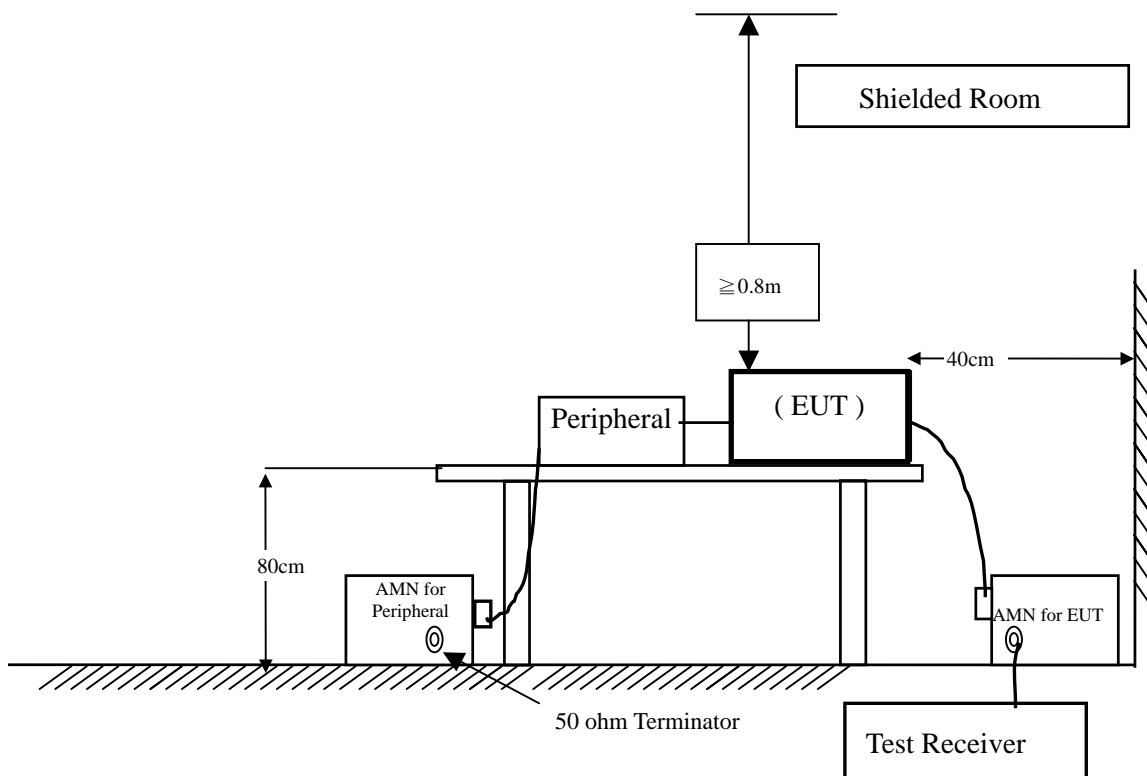 Shielded Room
≧0.8m
40cm
( EUT )
Peripheral
80cm
AMN for
Peripheral
AMN for EUT
50 ohm Terminator
Test Receiver